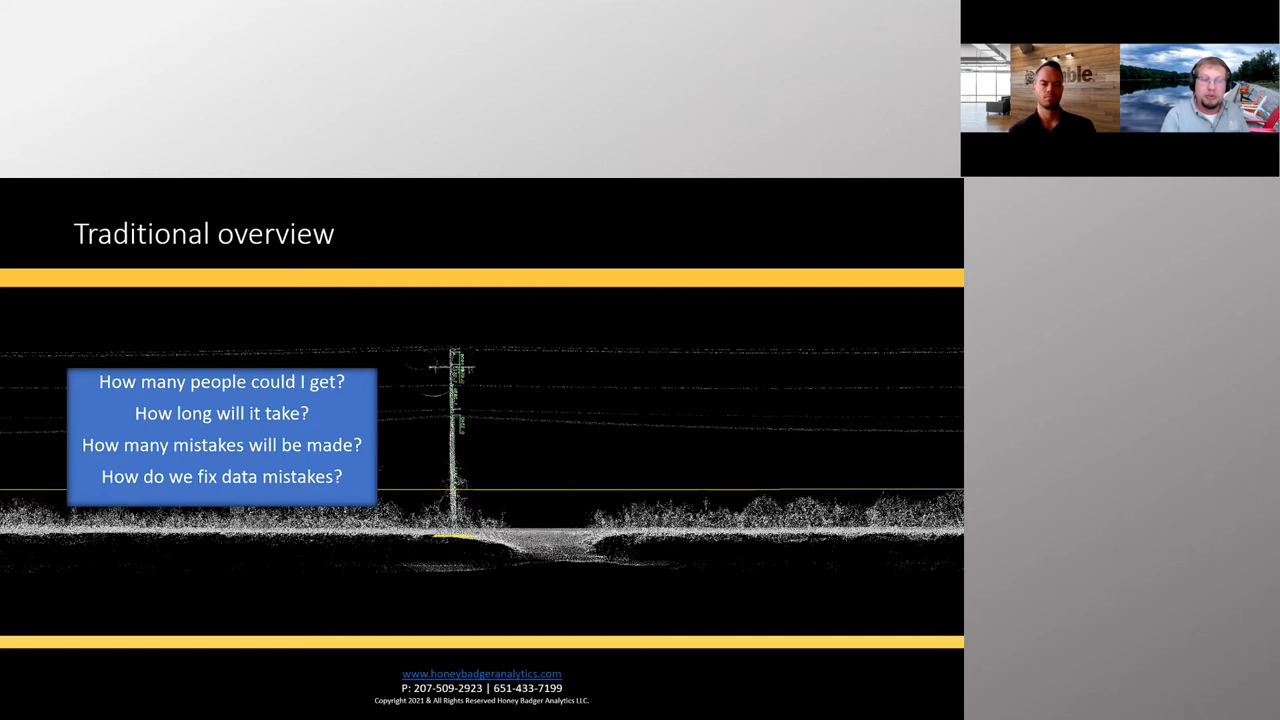 Traditional overview
How many people could I get?
How long will it take?
How many mistakes will be made?
How do we fix data mistakes?
www.honeybadgeranalytics.com
P: 207-509-2923 | 651-433-7199
Copyright 2021 & All Rights Reserved Honey Badger Analytics LLC.